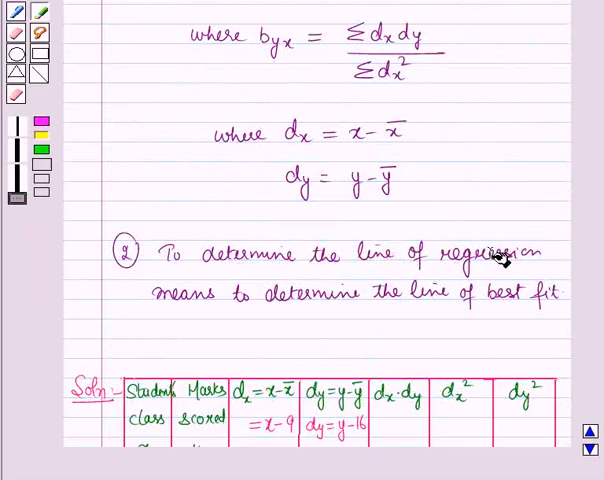 where byx = Σdxdy / Σdx²
where dx = x - x̄
dy = y - ȳ
② To determine the line of regression
means to determine the line of best fit.
Soln:- Student Marks dx = x-x̄ dy = y-ȳ dx.dy dx² dy²
class scored = x-9 dy = y-16